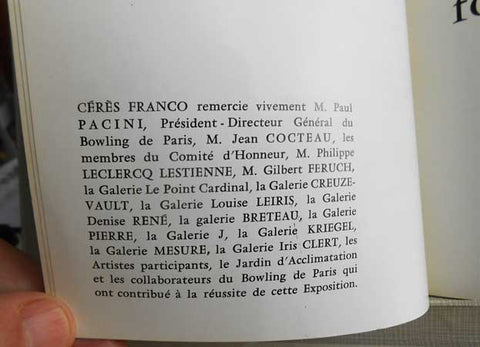 fo
CÉRÈS FRANCO remercie vivement M. Paul
PACINI, Président-Directeur Général du
Bowling de Paris, M. Jean COCTEAU, les
membres du Comité d'Honneur, M. Philippe
LECLERCQ LESTIENNE, M. Gilbert FERUCH,
la Galerie Le Point Cardinal, la Galerie CREUZE-
VAULT, la Galerie Louise LEIRIS, la Galerie
Denise RENÉ, la galerie BRETEAU, la Galerie
PIERRE, la Galerie J, la Galerie KRIEGEL,
la Galerie MESURE, la Galerie Iris CLERT, les
Artistes participants, le Jardin d'Acclimatation
et les collaborateurs du Bowling de Paris qui
ont contribué à la réussite de cette Exposition.